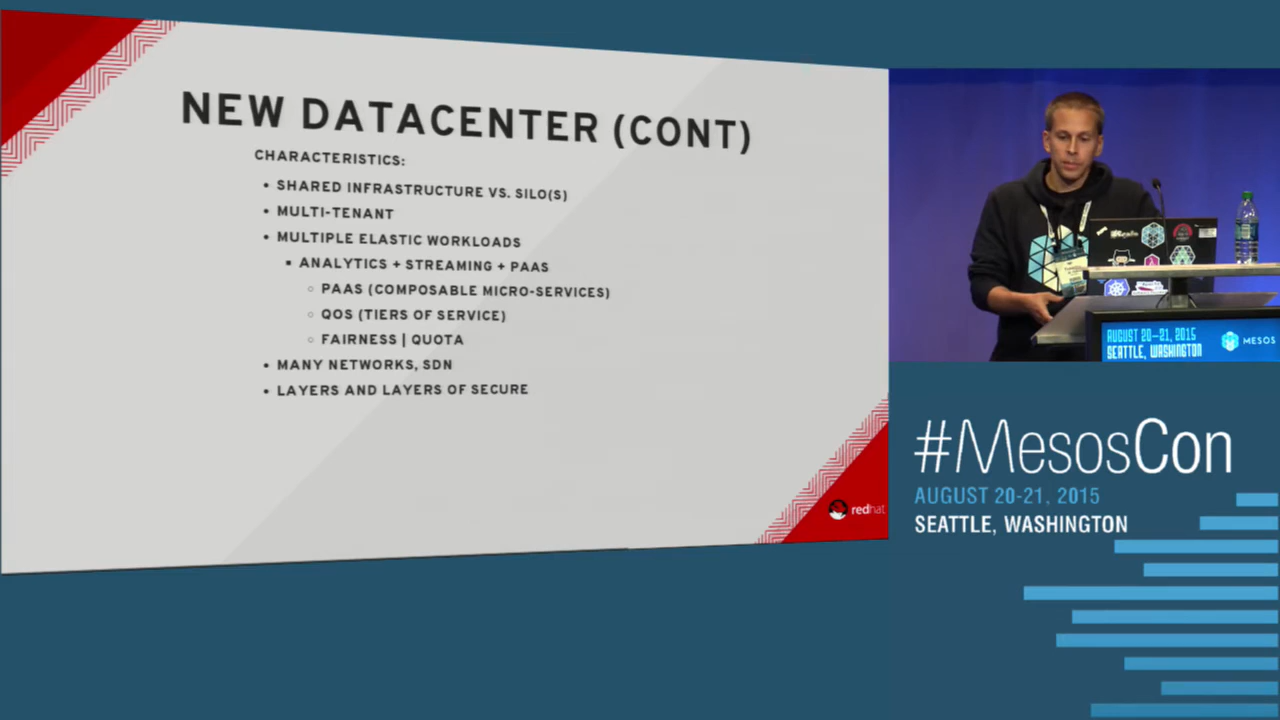 NEW DATACENTER (CONT)
CHARACTERISTICS:
• SHARED INFRASTRUCTURE VS. SILO(S)
• MULTI-TENANT
• MULTIPLE ELASTIC WORKLOADS
▪ ANALYTICS + STREAMING + PAAS
○ PAAS (COMPOSABLE MICRO-SERVICES)
○ QOS (TIERS OF SERVICE)
○ FAIRNESS | QUOTA
• MANY NETWORKS, SDN
• LAYERS AND LAYERS OF SECURE
redhat
AUGUST 20-21, 2015
SEATTLE, WASHINGTON
MESOS
#MesosCon
AUGUST 20-21, 2015
SEATTLE, WASHINGTON